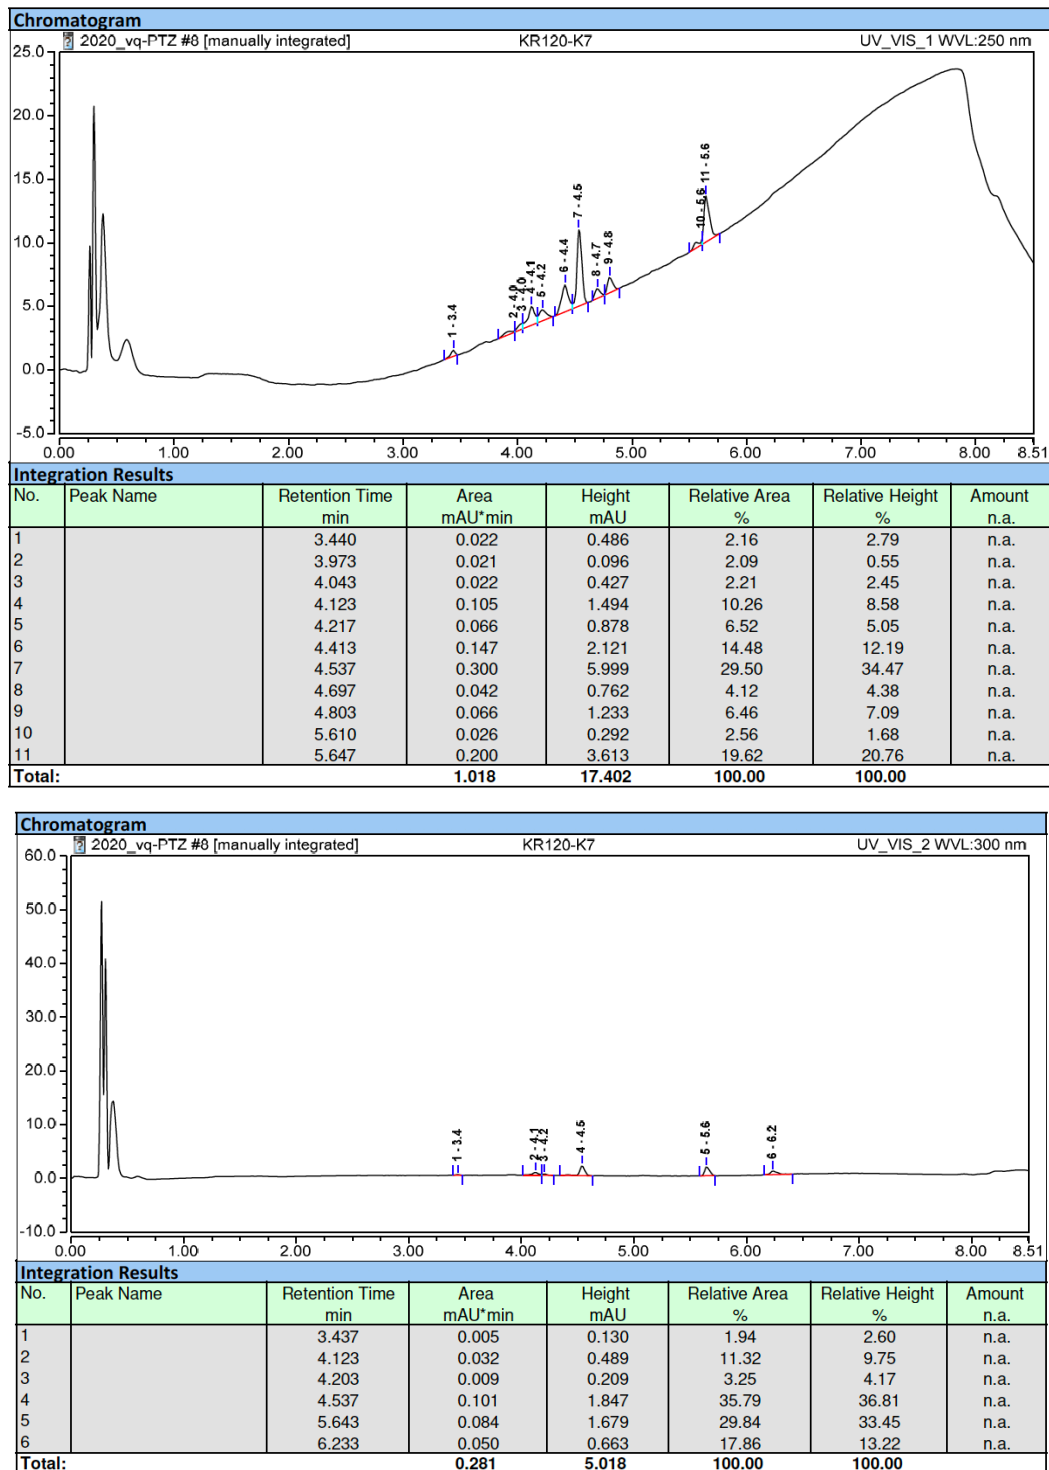 Chromatogram
2020_vq-PTZ #8 [manually integrated] KR120-K7 UV_VIS_1 WVL:250 nm
25.0
20.0
15.0
10.0
5.0
0.0
-5.0
1 - 3.4
2 - 4.0
3 - 4.0
4 - 4.1
5 - 4.2
6 - 4.4
7 - 4.5
8 - 4.7
9 - 4.8
10 - 5.6
11 - 5.6
0.00 1.00 2.00 3.00 4.00 5.00 6.00 7.00 8.00 8.51
Integration Results
No. Peak Name Retention Time Area Height Relative Area Relative Height Amount
min mAU*min mAU % % n.a.
1 3.440 0.022 0.486 2.16 2.79 n.a.
2 3.973 0.021 0.096 2.09 0.55 n.a.
3 4.043 0.022 0.427 2.21 2.45 n.a.
4 4.123 0.105 1.494 10.26 8.58 n.a.
5 4.217 0.066 0.878 6.52 5.05 n.a.
6 4.413 0.147 2.121 14.48 12.19 n.a.
7 4.537 0.300 5.999 29.50 34.47 n.a.
8 4.697 0.042 0.762 4.12 4.38 n.a.
9 4.803 0.066 1.233 6.46 7.09 n.a.
10 5.610 0.026 0.292 2.56 1.68 n.a.
11 5.647 0.200 3.613 19.62 20.76 n.a.
Total: 1.018 17.402 100.00 100.00
Chromatogram
2020_vq-PTZ #8 [manually integrated] KR120-K7 UV_VIS_2 WVL:300 nm
60.0
50.0
40.0
30.0
20.0
10.0
0.0
-10.0
1 - 3.4
2 - 4.1
3 - 4.2
4 - 4.5
5 - 5.6
6 - 6.2
0.00 1.00 2.00 3.00 4.00 5.00 6.00 7.00 8.00 8.51
Integration Results
No. Peak Name Retention Time Area Height Relative Area Relative Height Amount
min mAU*min mAU % % n.a.
1 3.437 0.005 0.130 1.94 2.60 n.a.
2 4.123 0.032 0.489 11.32 9.75 n.a.
3 4.203 0.009 0.209 3.25 4.17 n.a.
4 4.537 0.101 1.847 35.79 36.81 n.a.
5 5.643 0.084 1.679 29.84 33.45 n.a.
6 6.233 0.050 0.663 17.86 13.22 n.a.
Total: 0.281 5.018 100.00 100.00